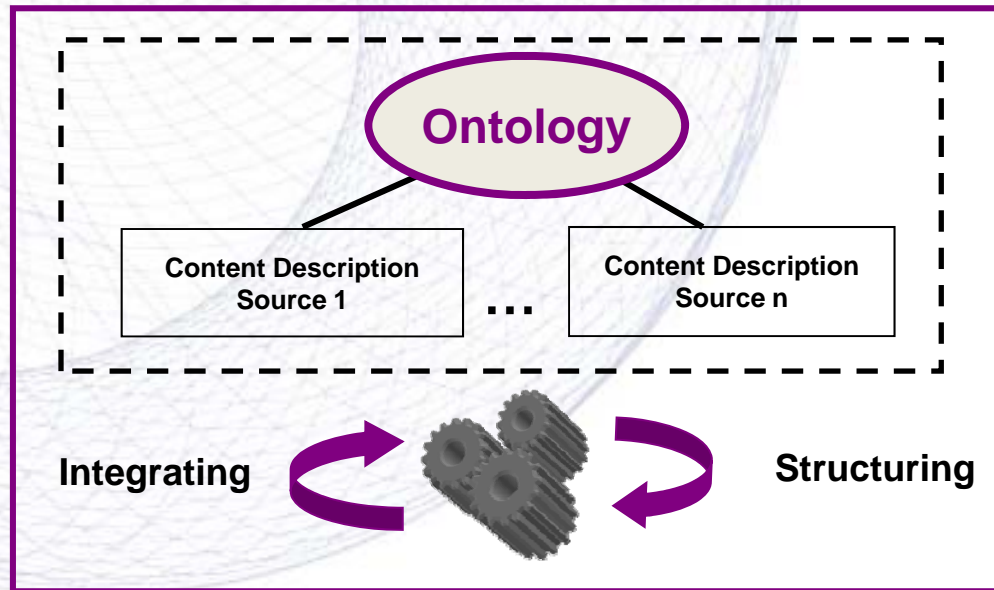 Ontology
Content Description
Source 1
...
Content Description
Source n
Integrating
Structuring